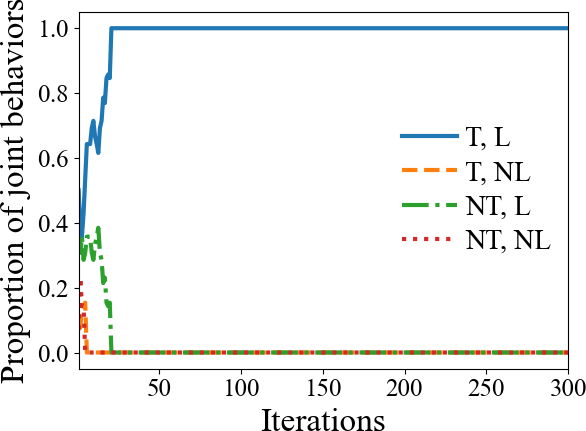 Proportion of joint behaviors
1.0
0.8
0.6
0.4
0.2
0.0
T, L
T, NL
NT, L
NT, NL
50 100 150 200 250 300
Iterations